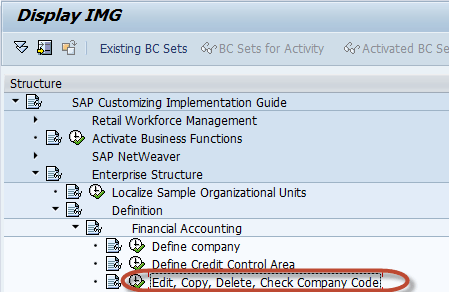 Display IMG
Existing BC Sets BC Sets for Activity Activated BC Se
Structure
SAP Customizing Implementation Guide
Retail Workforce Management
Activate Business Functions
SAP NetWeaver
Enterprise Structure
Localize Sample Organizational Units
Definition
Financial Accounting
Define company
Define Credit Control Area
Edit, Copy, Delete, Check Company Code